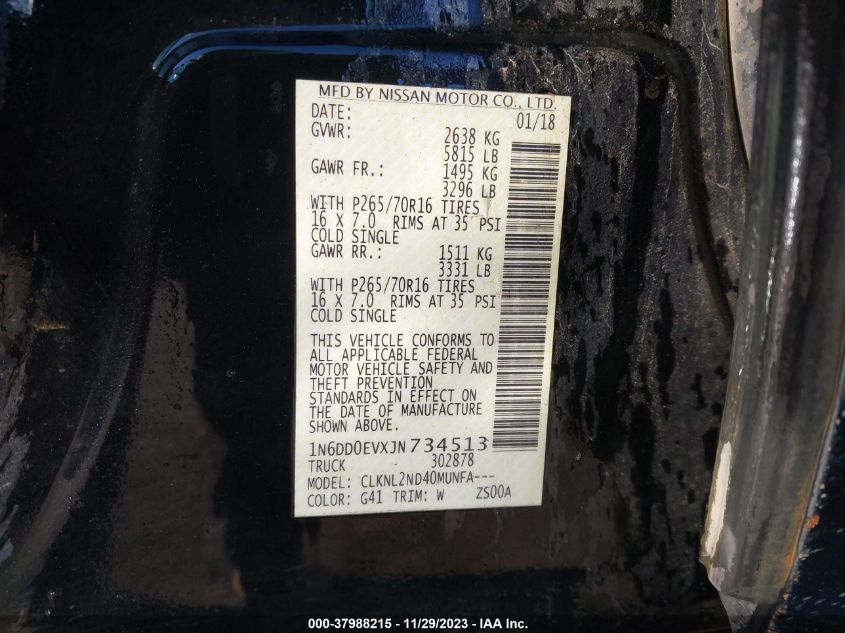 MFD BY NISSAN MOTOR CO., LTD.
DATE: 01/18
GVWR: 2638 KG
5815 LB
GAWR FR.: 1495 KG
3296 LB
WITH P265/70R16 TIRES
16 X 7.0 RIMS AT 35 PSI
COLD SINGLE
GAWR RR.: 1511 KG
3331 LB
WITH P265/70R16 TIRES
16 X 7.0 RIMS AT 35 PSI
COLD SINGLE
THIS VEHICLE CONFORMS TO
ALL APPLICABLE FEDERAL
MOTOR VEHICLE SAFETY AND
THEFT PREVENTION
STANDARDS IN EFFECT ON
THE DATE OF MANUFACTURE
SHOWN ABOVE.
1N6DD0EVXJN734513
TRUCK 302878
MODEL: CLKNL2ND40MUNFA---
COLOR: G41 TRIM: W ZS00A
000-37988215 - 11/29/2023 - IAA Inc.